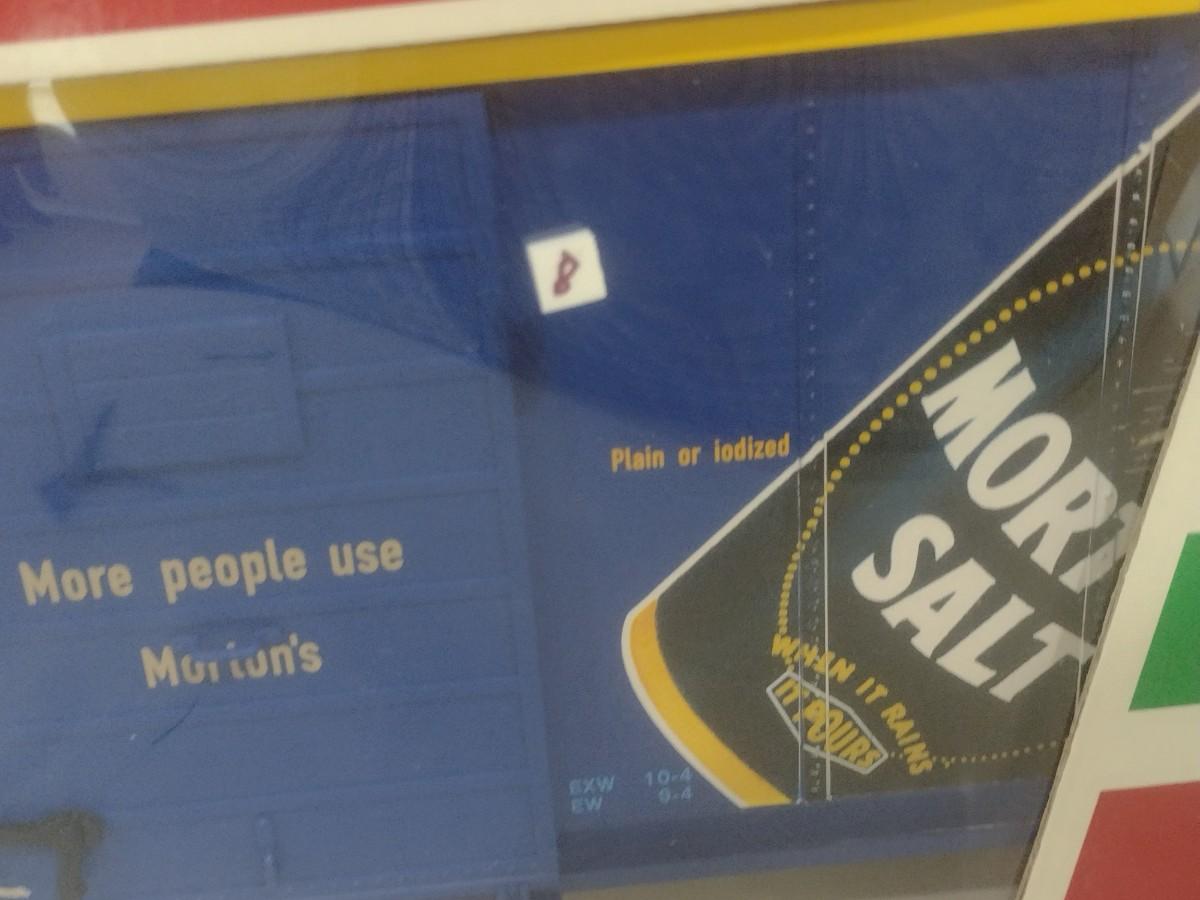 8
Plain or iodized
More people use
Morton's
MORT
SALT
WHEN IT RAINS
IT POURS
EXW 10-4
EW 9-4